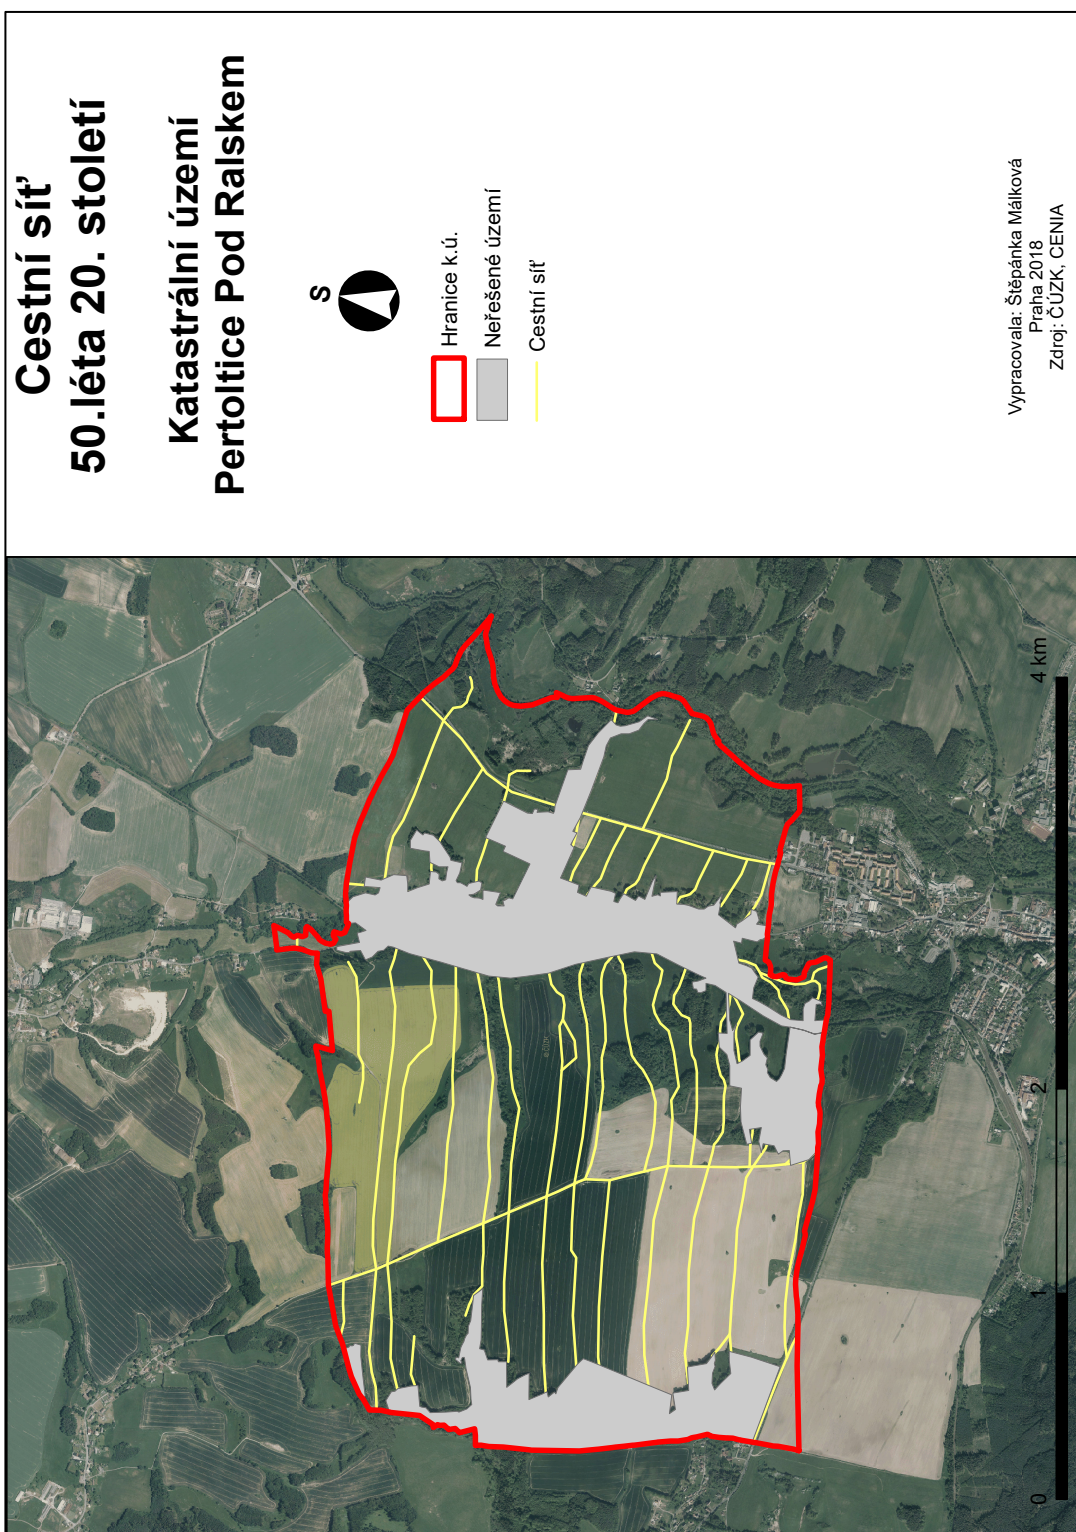 Cestní síť
50.léta 20. století
Katastrální území
Pertoltice Pod Ralskem
S
Hranice k.ú.
Neřešené území
Cestní síť
Vypracovala: Štěpánka Málková
Praha 2018
Zdroj: ČÚZK, CENIA
0 1 2 4 km